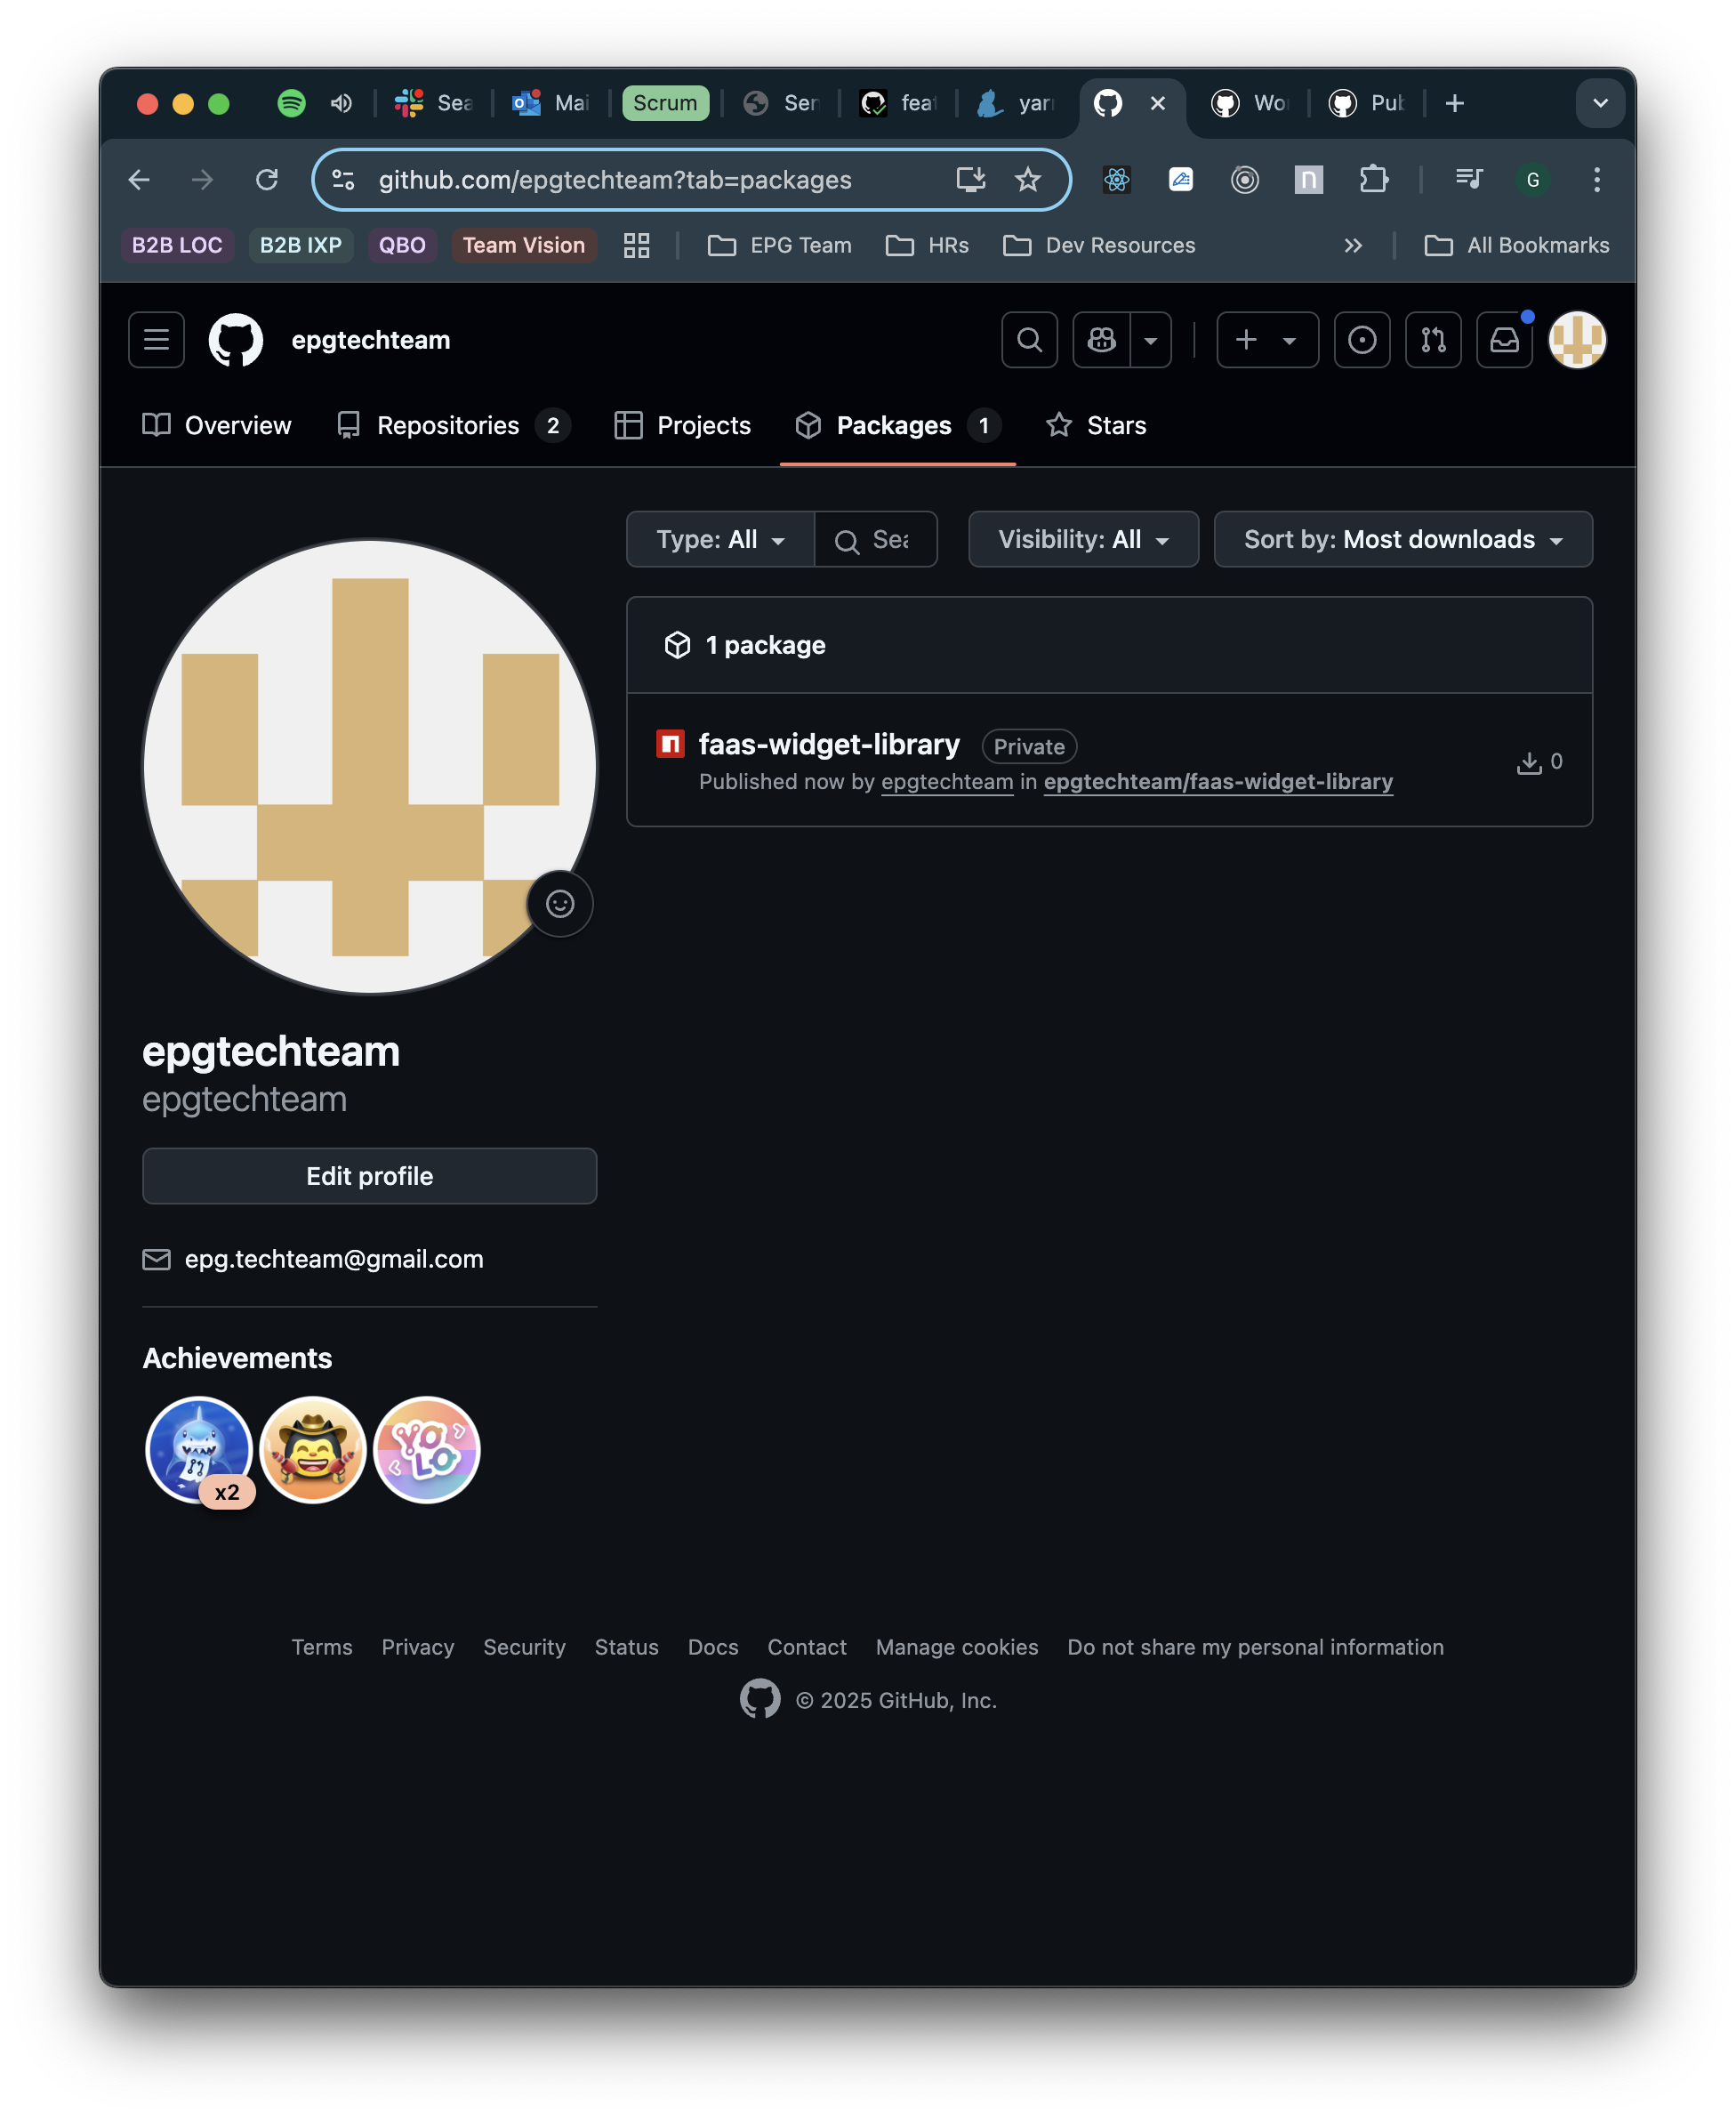 Sea
Mai
Scrum
Ser
feat
yarn
Wo
Pub
github.com/epgtechteam?tab=packages
n
G
B2B LOC
B2B IXP
QBO
Team Vision
EPG Team
HRs
Dev Resources
All Bookmarks
epgtechteam
Overview
Repositories 2
Projects
Packages 1
Stars
Type: All
Sea
Visibility: All
Sort by: Most downloads
1 package
faas-widget-library Private
Published now by epgtechteam in epgtechteam/faas-widget-library
0
epgtechteam
epgtechteam
Edit profile
epg.techteam@gmail.com
Achievements
x2
YOLO
Terms Privacy Security Status Docs Contact Manage cookies Do not share my personal information
© 2025 GitHub, Inc.